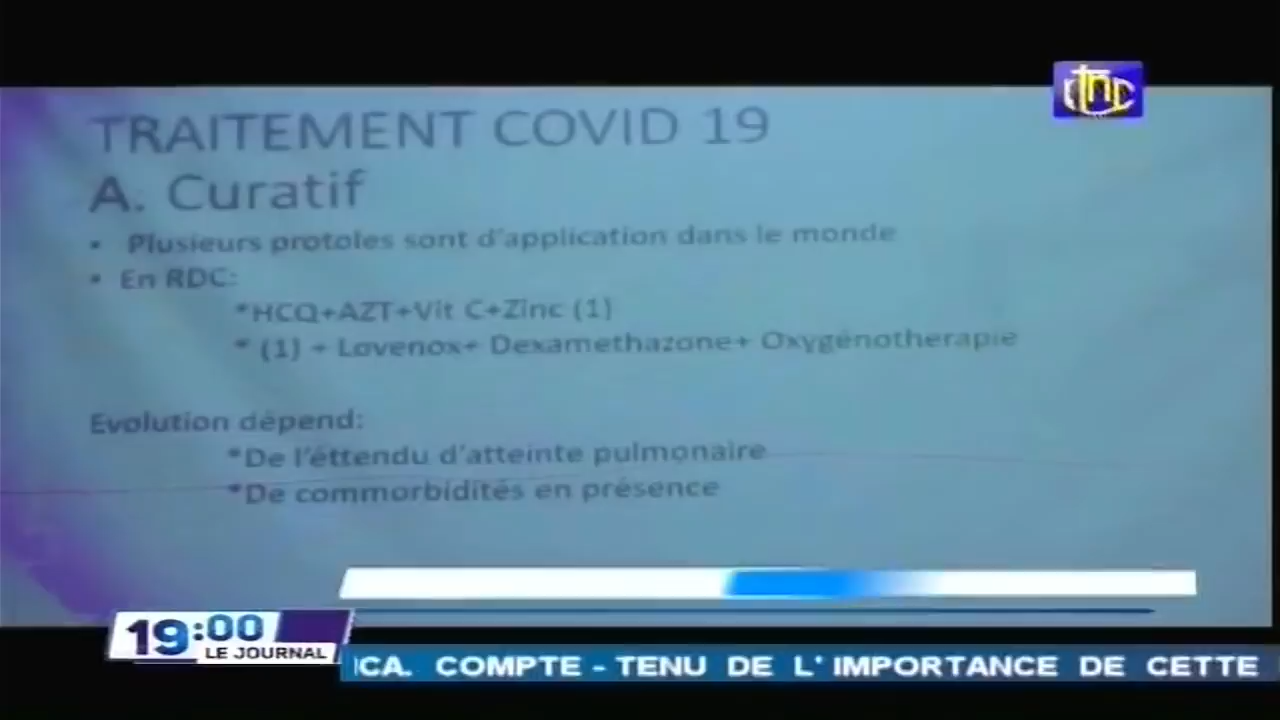 rtnc
TRAITEMENT COVID 19
A. Curatif
• Plusieurs protoles sont d'application dans le monde
• En RDC:
*HCQ+AZT+Vit C+Zinc (1)
* (1) + Lovenox+ Dexamethazone+ Oxygénotherapie
Evolution dépend:
*De l'éttendu d'atteinte pulmonaire
*De commorbidités en présence
19:00
LE JOURNAL
ICA. COMPTE - TENU DE L' IMPORTANCE DE CETTE